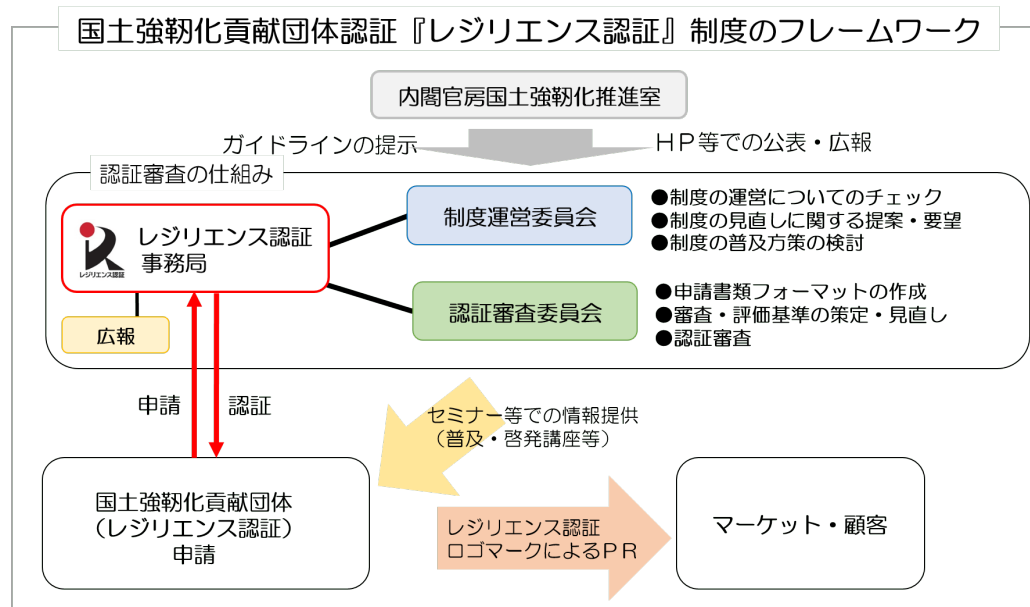 国土強靭化貢献団体認証『レジリエンス認証』制度のフレームワーク
内閣官房国土強靭化推進室
ガイドラインの提示
ＨＰ等での公表・広報
認証審査の仕組み
レジリエンス認証
事務局
レジリエンス認証
広報
制度運営委員会
●制度の運営についてのチェック
●制度の見直しに関する提案・要望
●制度の普及方策の検討
認証審査委員会
●申請書類フォーマットの作成
●審査・評価基準の策定・見直し
●認証審査
申請
認証
セミナー等での情報提供
（普及・啓発講座等）
国土強靭化貢献団体
（レジリエンス認証）
申請
レジリエンス認証
ロゴマークによるＰＲ
マーケット・顧客